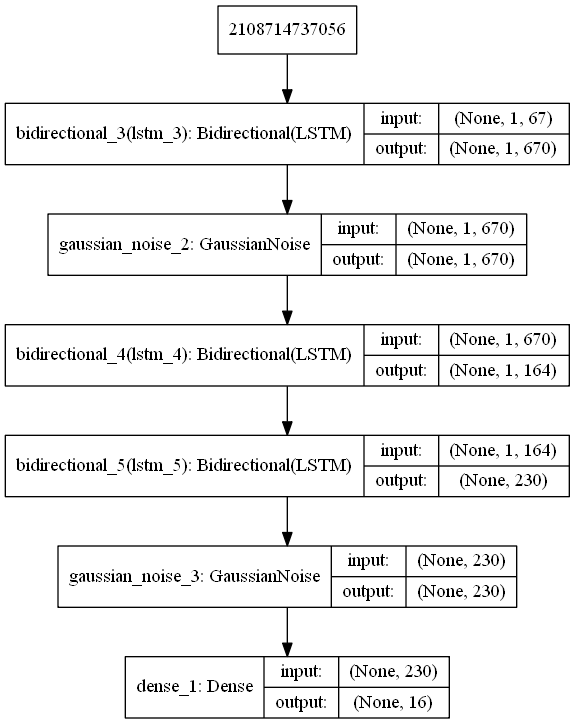 2108714737056
bidirectional_3(lstm_3): Bidirectional(LSTM)
input: (None, 1, 67)
output: (None, 1, 670)
gaussian_noise_2: GaussianNoise
input: (None, 1, 670)
output: (None, 1, 670)
bidirectional_4(lstm_4): Bidirectional(LSTM)
input: (None, 1, 670)
output: (None, 1, 164)
bidirectional_5(lstm_5): Bidirectional(LSTM)
input: (None, 1, 164)
output: (None, 230)
gaussian_noise_3: GaussianNoise
input: (None, 230)
output: (None, 230)
dense_1: Dense
input: (None, 230)
output: (None, 16)